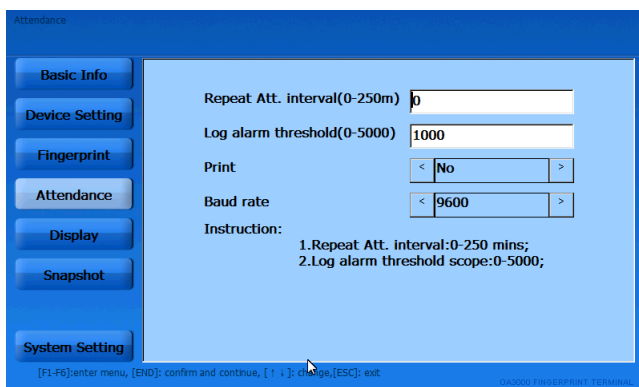 Attendance
Basic Info
Device Setting
Fingerprint
Attendance
Display
Snapshot
System Setting
Repeat Att. interval(0-250m) 0
Log alarm threshold(0-5000) 1000
Print < No >
Baud rate < 9600 >
Instruction:
1.Repeat Att. interval:0-250 mins;
2.Log alarm threshold scope:0-5000;
[F1-F6]:enter menu, [END]: confirm and continue, [ ↑ ↓ ]: change,[ESC]: exit
OA3000 FINGERPRINT TERMINAL